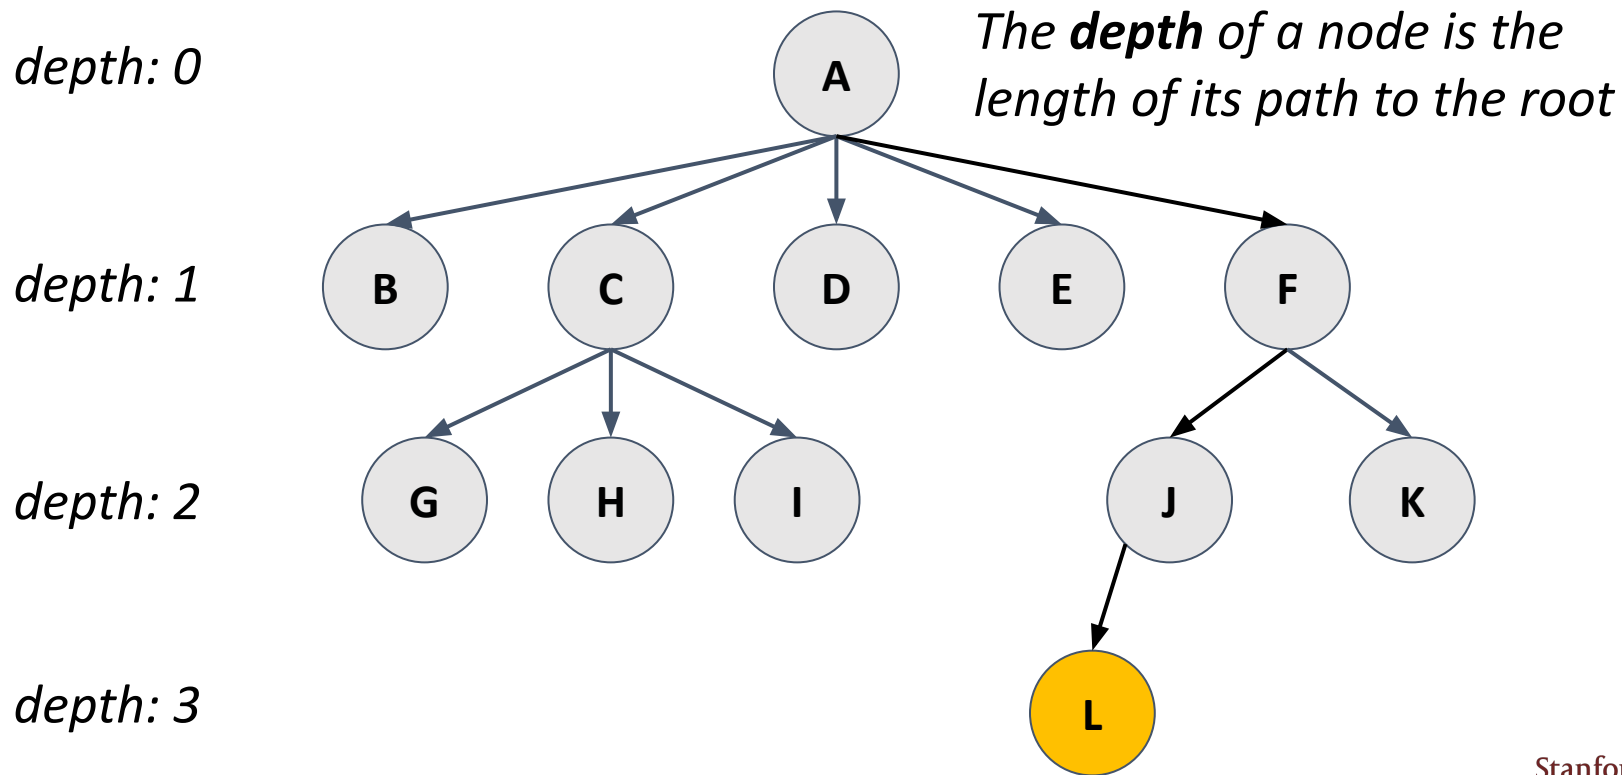 depth: 0
A
The depth of a node is the
length of its path to the root
depth: 1
B
C
D
E
F
depth: 2
G
H
I
J
K
depth: 3
L